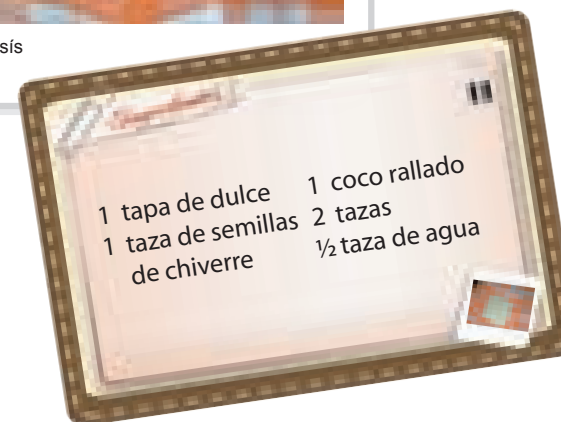 sís
1 tapa de dulce
1 taza de semillas
de chiverre
1 coco rallado
2 tazas
½ taza de agua